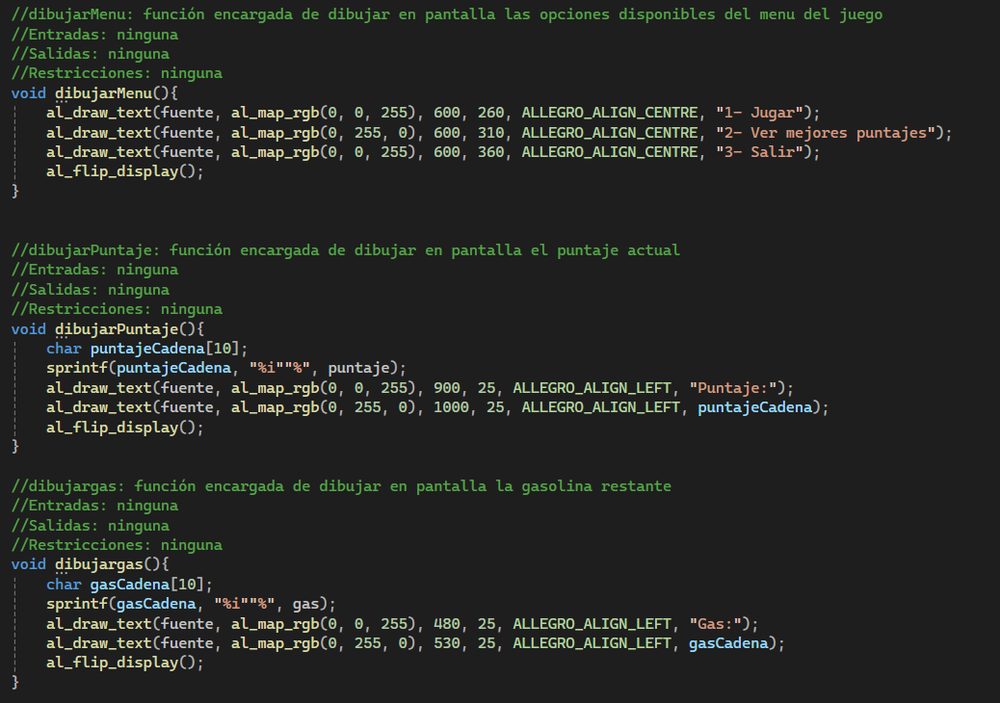 //dibujarMenu: función encargada de dibujar en pantalla las opciones disponibles del menu del juego
//Entradas: ninguna
//Salidas: ninguna
//Restricciones: ninguna
void dibujarMenu(){
    al_draw_text(fuente, al_map_rgb(0, 0, 255), 600, 260, ALLEGRO_ALIGN_CENTRE, "1- Jugar");
    al_draw_text(fuente, al_map_rgb(0, 255, 0), 600, 310, ALLEGRO_ALIGN_CENTRE, "2- Ver mejores puntajes");
    al_draw_text(fuente, al_map_rgb(0, 0, 255), 600, 360, ALLEGRO_ALIGN_CENTRE, "3- Salir");
    al_flip_display();
}
//dibujarPuntaje: función encargada de dibujar en pantalla el puntaje actual
//Entradas: ninguna
//Salidas: ninguna
//Restricciones: ninguna
void dibujarPuntaje(){
    char puntajeCadena[10];
    sprintf(puntajeCadena, "%i""%", puntaje);
    al_draw_text(fuente, al_map_rgb(0, 0, 255), 900, 25, ALLEGRO_ALIGN_LEFT, "Puntaje:");
    al_draw_text(fuente, al_map_rgb(0, 255, 0), 1000, 25, ALLEGRO_ALIGN_LEFT, puntajeCadena);
    al_flip_display();
}
//dibujargas: función encargada de dibujar en pantalla la gasolina restante
//Entradas: ninguna
//Salidas: ninguna
//Restricciones: ninguna
void dibujargas(){
    char gasCadena[10];
    sprintf(gasCadena, "%i""%", gas);
    al_draw_text(fuente, al_map_rgb(0, 0, 255), 480, 25, ALLEGRO_ALIGN_LEFT, "Gas:");
    al_draw_text(fuente, al_map_rgb(0, 255, 0), 530, 25, ALLEGRO_ALIGN_LEFT, gasCadena);
    al_flip_display();
}